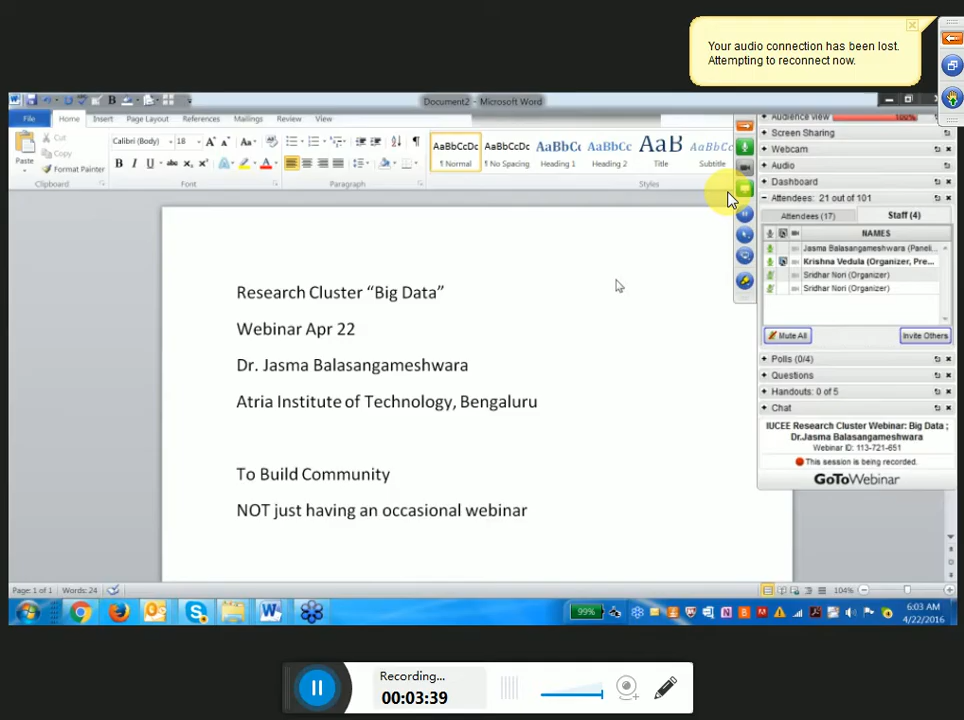 Your audio connection has been lost.
Attempting to reconnect now.
Document2 - Microsoft Word
File Home Insert Page Layout References Mailings Review View
Cut
Copy
Format Painter
Paste
Calibri (Body) 18
AaBbCcDc AaBbCcDc AaBbCc AaBbCc AaB AaBbCc
Normal No Spacing Heading 1 Heading 2 Title Subtitle
Clipboard Font Paragraph Styles
Research Cluster “Big Data”
Webinar Apr 22
Dr. Jasma Balasangameshwara
Atria Institute of Technology, Bengaluru
To Build Community
NOT just having an occasional webinar
Audience view 100%
Screen Sharing
Webcam
Audio
Dashboard
Attendees: 21 out of 101
Attendees (17) Staff (4)
NAMES
Jasma Balasangameshwara (Paneli...
Krishna Vedula (Organizer, Pre...
Sridhar Nori (Organizer)
Sridhar Nori (Organizer)
Mute All Invite Others
Polls (0/4)
Questions
Handouts: 0 of 5
Chat
IUCEE Research Cluster Webinar: Big Data ;
Dr.Jasma Balasangameshwara
Webinar ID: 113-721-651
This session is being recorded.
GoToWebinar
Page: 1 of 1 Words: 24 104%
99% 6:03 AM
4/22/2016
Recording...
00:03:39